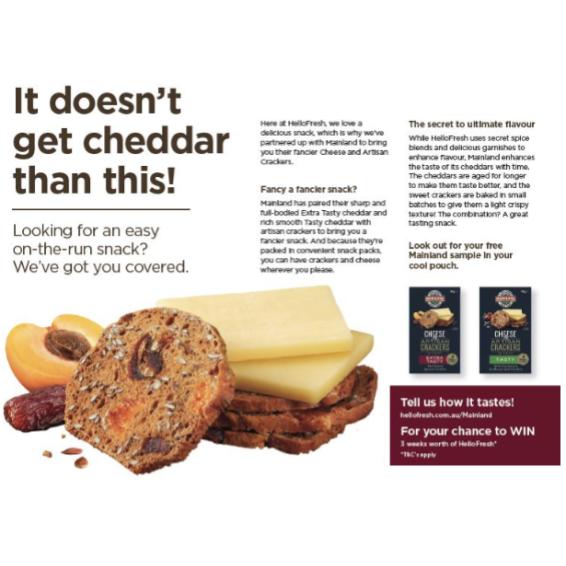 It doesn't
get cheddar
than this!
Looking for an easy
on-the-run snack?
We've got you covered.
Here at HelloFresh, we love a
delicious snack, which is why we've
partnered up with Mainland to bring
you their fancier Cheese and Artisan
Crackers.
Fancy a fancier snack?
Mainland has paired their sharp and
full-bodied Extra Tasty cheddar and
rich smooth Tasty cheddar with
artisan crackers to bring you a
fancier snack. And because they're
packed in convenient snack packs,
you can have crackers and cheese
wherever you please.
The secret to ultimate flavour
While HelloFresh uses secret spice
blends and delicious garnishes to
enhance flavour, Mainland enhances
the taste of its cheddars with time.
The cheddars are aged for longer
to make them taste better, and the
sweet crackers are baked in small
batches to give them a light crispy
texture! The combination? A great
tasting snack.
Look out for your free
Mainland sample in your
cool pouch.
CHEESE
ARTISAN
CRACKERS
EXTRA TASTY
CHEESE
ARTISAN
CRACKERS
TASTY
Tell us how it tastes!
hellofresh.com.au/Mainland
For your chance to WIN
3 weeks worth of HelloFresh*
*T&C's apply